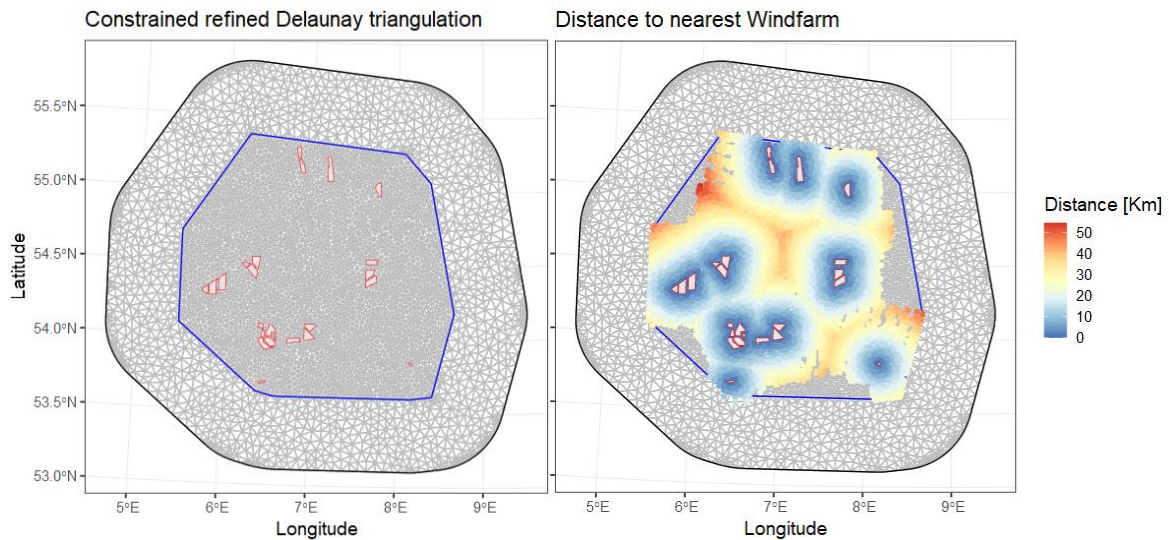 Constrained refined Delaunay triangulation
Distance to nearest Windfarm
55.5°N
55.0°N
54.5°N
54.0°N
53.5°N
53.0°N
Latitude
5°E 6°E 7°E 8°E 9°E
5°E 6°E 7°E 8°E 9°E
Longitude
Longitude
Distance [Km]
50
40
30
20
10
0